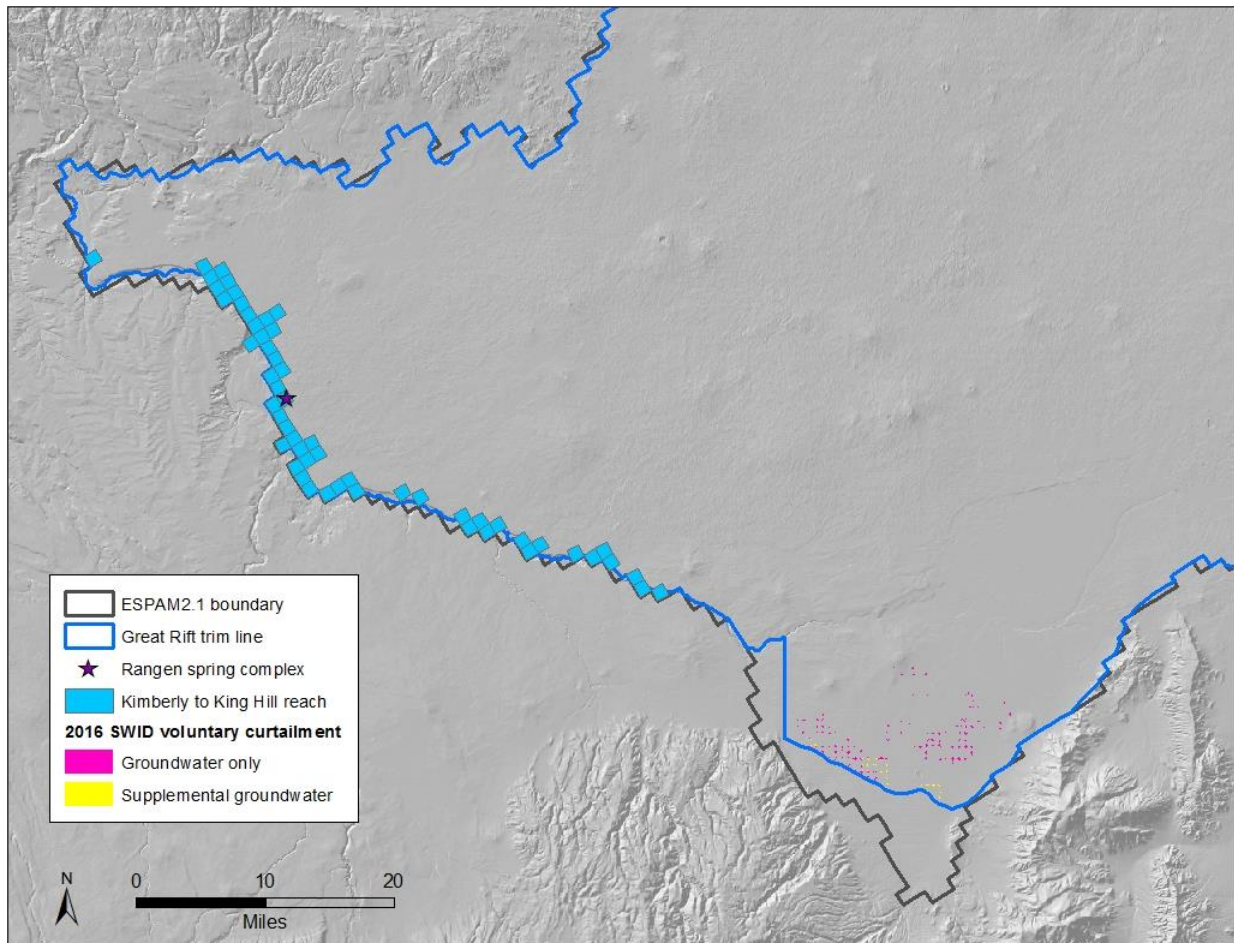 ESPAM2.1 boundary
Great Rift trim line
Rangen spring complex
Kimberly to King Hill reach
2016 SWID voluntary curtailment
Groundwater only
Supplemental groundwater
N
0 10 20
Miles